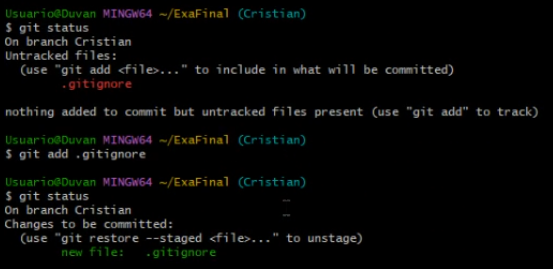 Usuario@Duvan MINGW64 ~/ExaFinal (Cristian)
$ git status
On branch Cristian
Untracked files:
  (use "git add <file>..." to include in what will be committed)
        .gitignore

nothing added to commit but untracked files present (use "git add" to track)

Usuario@Duvan MINGW64 ~/ExaFinal (Cristian)
$ git add .gitignore

Usuario@Duvan MINGW64 ~/ExaFinal (Cristian)
$ git status
On branch Cristian
Changes to be committed:
  (use "git restore --staged <file>..." to unstage)
        new file:   .gitignore